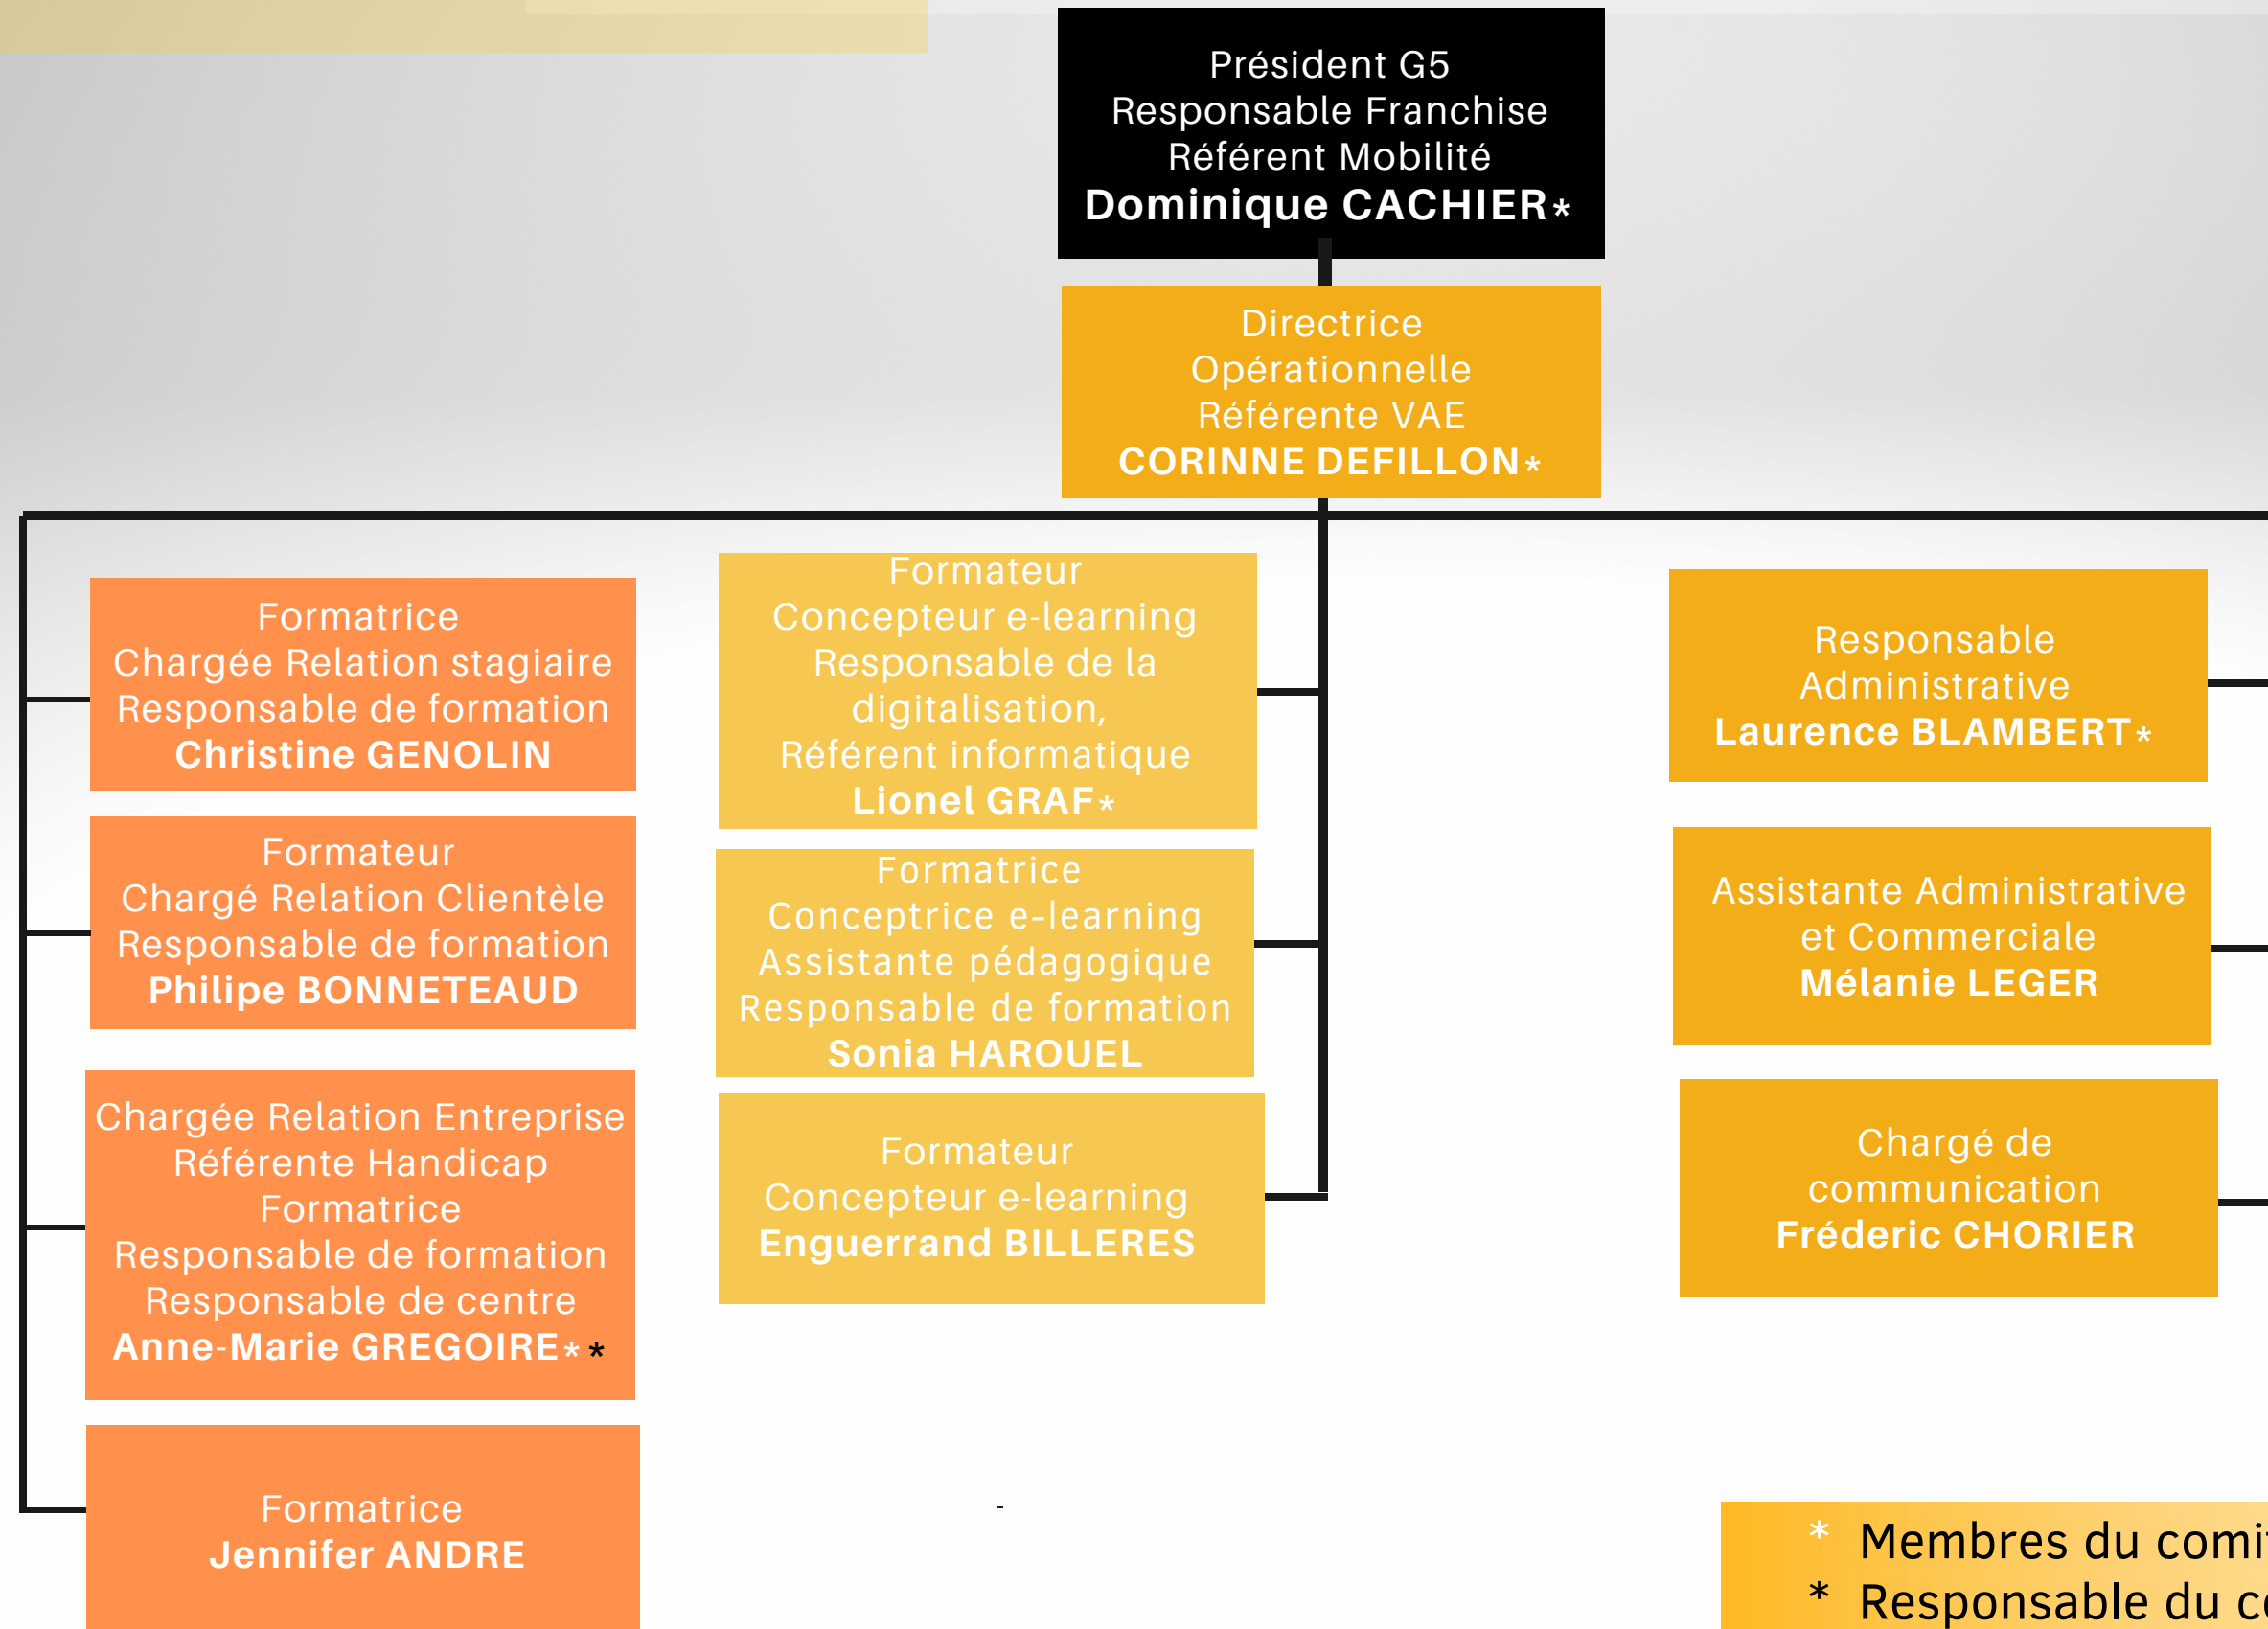 Président G5
Responsable Franchise
Référent Mobilité
Dominique CACHIER*
Directrice
Opérationnelle
Référente VAE
CORINNE DEFILLON*
Formatrice
Chargée Relation stagiaire
Responsable de formation
Christine GENOLIN
Formateur
Chargé Relation Clientèle
Responsable de formation
Philipe BONNETEAUD
Chargée Relation Entreprise
Référente Handicap
Formatrice
Responsable de formation
Responsable de centre
Anne-Marie GREGOIRE**
Formatrice
Jennifer ANDRE
Formateur
Concepteur e-learning
Responsable de la
digitalisation,
Référent informatique
Lionel GRAF*
Formatrice
Conceptrice e-learning
Assistante pédagogique
Responsable de formation
Sonia HAROUEL
Formateur
Concepteur e-learning
Enguerrand BILLERES
-
Responsable
Administrative
Laurence BLAMBERT*
Assistante Administrative
et Commerciale
Mélanie LEGER
Chargé de
communication
Fréderic CHORIER
* Membres du
* Responsable du